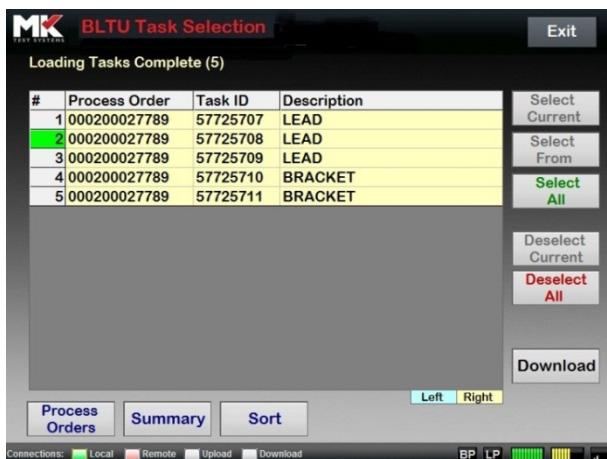 MK BLTU Task Selection Exit
TEST SYSTEMS
Loading Tasks Complete (5)
# Process Order Task ID Description
1 000200027789 57725707 LEAD
2 000200027789 57725708 LEAD
3 000200027789 57725709 LEAD
4 000200027789 57725710 BRACKET
5 000200027789 57725711 BRACKET
Select
Current
Select
From
Select
All
Deselect
Current
Deselect
All
Download
Left Right
Process
Orders
Summary
Sort
Connections: Local Remote Upload Download BP LP